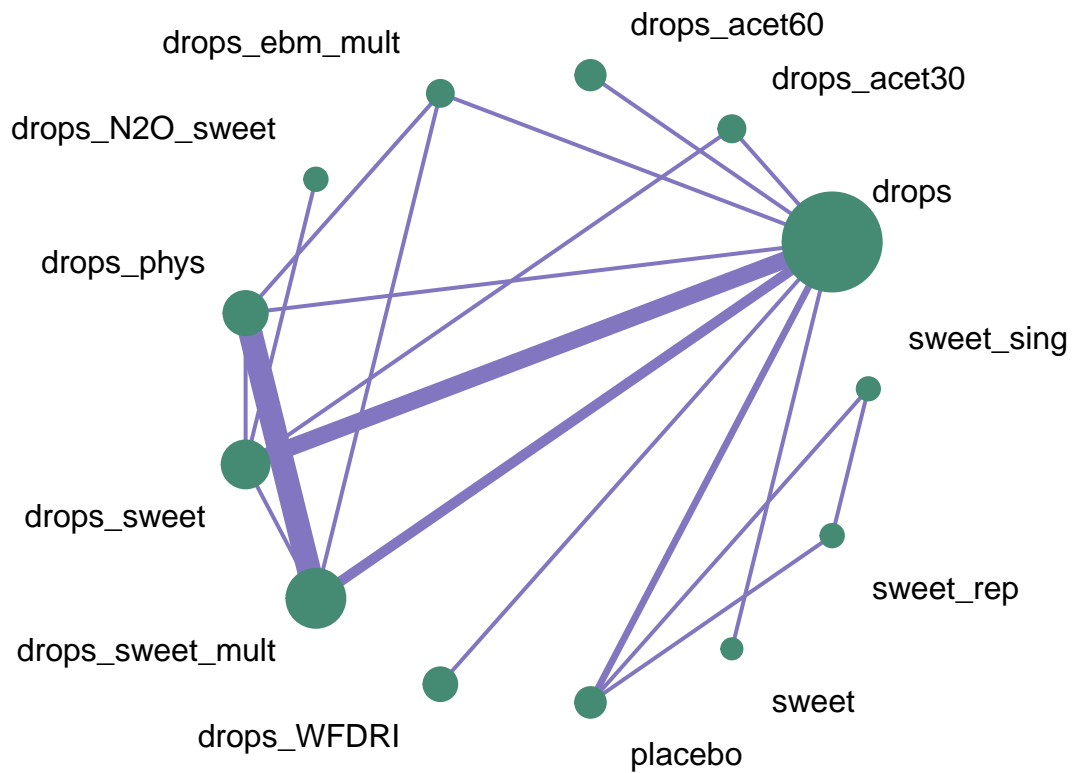 drops_acet60
drops_ebm_mult
drops_acet30
drops_N2O_sweet
drops
drops_phys
sweet_sing
drops_sweet
sweet_rep
drops_sweet_mult
sweet
drops_WFDRI
placebo